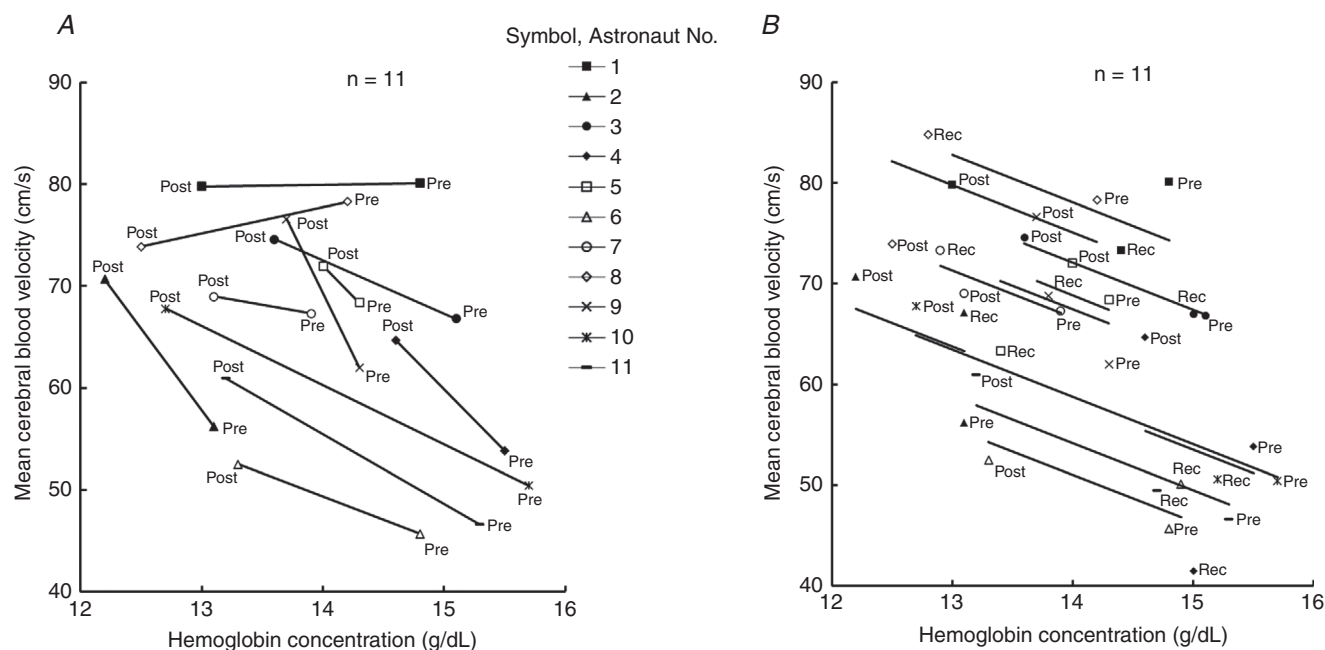 A
Symbol, Astronaut No.
n = 11
1
2
3
4
5
6
7
8
9
10
11
Mean cerebral blood velocity (cm/s)
90
80
70
60
50
40
12
13
14
15
16
Hemoglobin concentration (g/dL)
Post
Pre
Post
Pre
Post
Post
Post
Post
Post
Pre
Pre
Pre
Post
Post
Pre
Post
Pre
Post
Pre
Pre
Pre
Pre
B
n = 11
Mean cerebral blood velocity (cm/s)
90
80
70
60
50
40
12
13
14
15
16
Hemoglobin concentration (g/dL)
Rec
Post
Pre
Pre
Post
Post
Post
Rec
Post
Rec
Post
Rec
Pre
Post
Post
Rec
Pre
Rec
Pre
Post
Rec
Pre
Post
Pre
Pre
Post
Rec
Rec
Pre
Rec
Pre
Pre
Rec